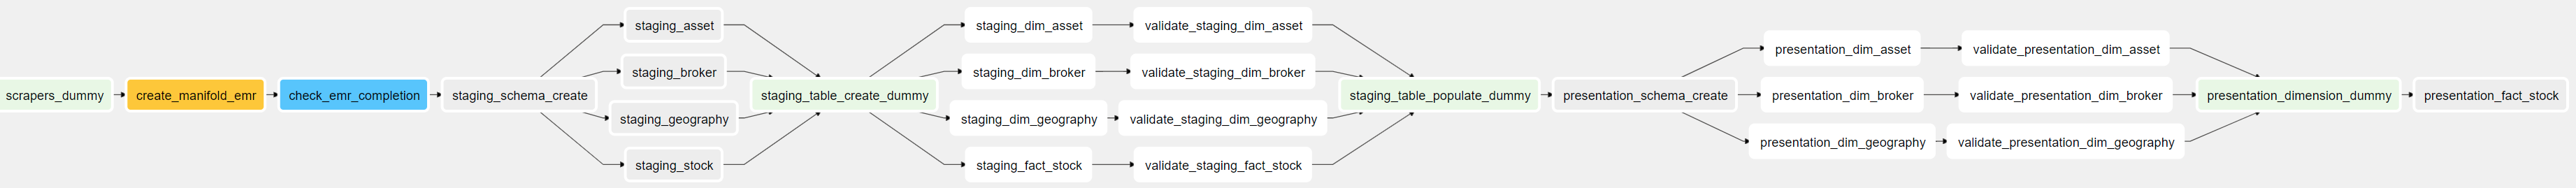 scrapers_dummy
create_manifold_emr
check_emr_completion
staging_schema_create
staging_asset
staging_broker
staging_geography
staging_stock
staging_table_create_dummy
staging_dim_asset
validate_staging_dim_asset
staging_dim_broker
validate_staging_dim_broker
staging_dim_geography
validate_staging_dim_geography
staging_fact_stock
validate_staging_fact_stock
staging_table_populate_dummy
presentation_schema_create
presentation_dim_asset
validate_presentation_dim_asset
presentation_dim_broker
validate_presentation_dim_broker
presentation_dim_geography
validate_presentation_dim_geography
presentation_dimension_dummy
presentation_fact_stock